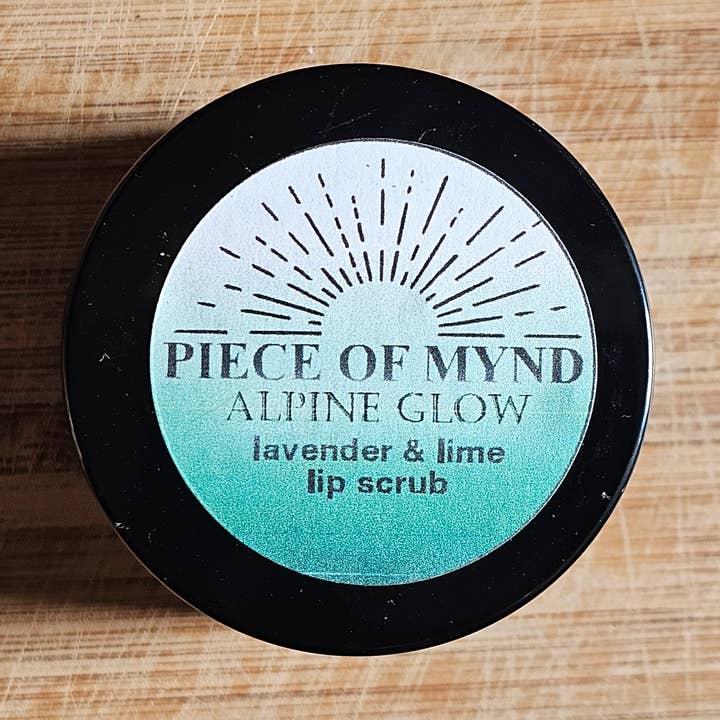 PIECE OF MYND
ALPINE GLOW
lavender & lime
lip scrub